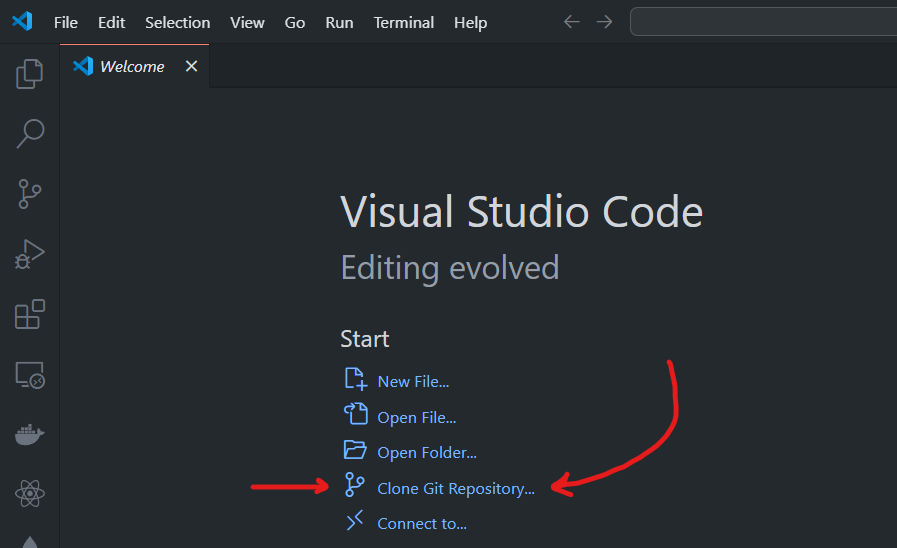 File Edit Selection View Go Run Terminal Help
Welcome
Visual Studio Code
Editing evolved
Start
New File...
Open File...
Open Folder...
Clone Git Repository...
Connect to...